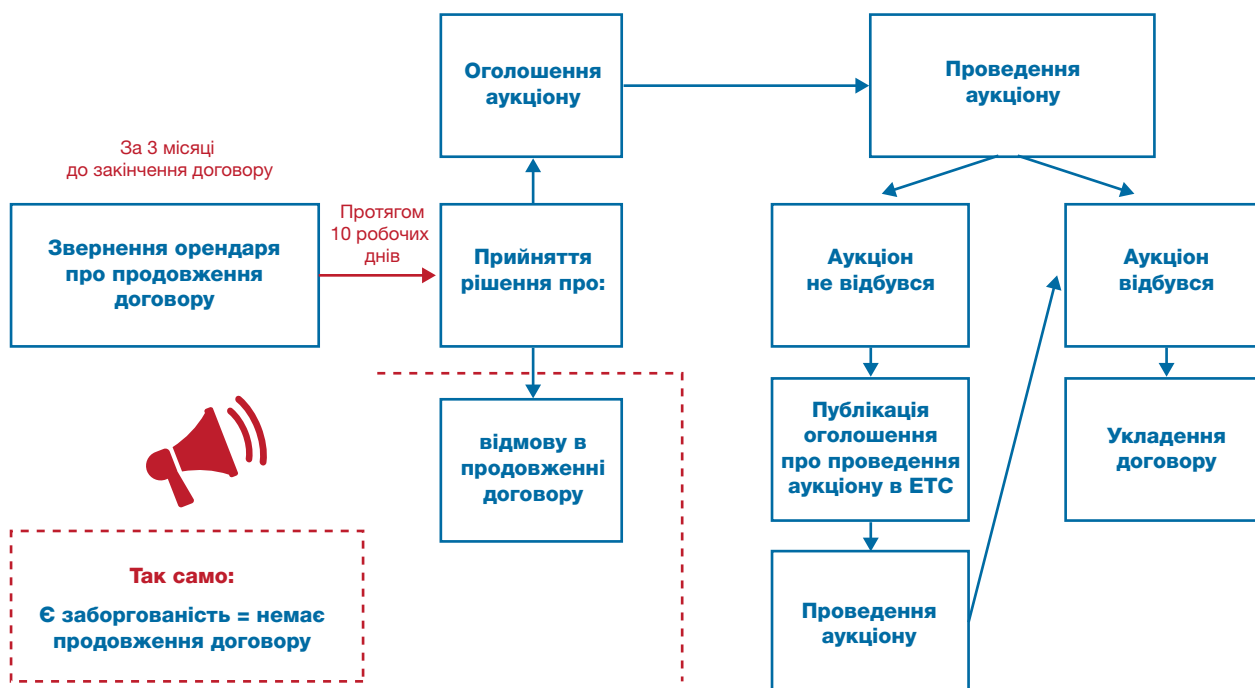 За 3 місяці
до закінчення договору
Звернення орендаря
про продовження
договору
Протягом
10 робочих
днів
Оголошення
аукціону
Прийняття
рішення про:
відмову в
продовженні
договору
Проведення
аукціону
Аукціон
не відбувся
Аукціон
відбувся
Публікація
оголошення
про проведення
аукціону в ЕТС
Укладення
договору
Проведення
аукціону
Так само:
Є заборгованість = немає
продовження договору